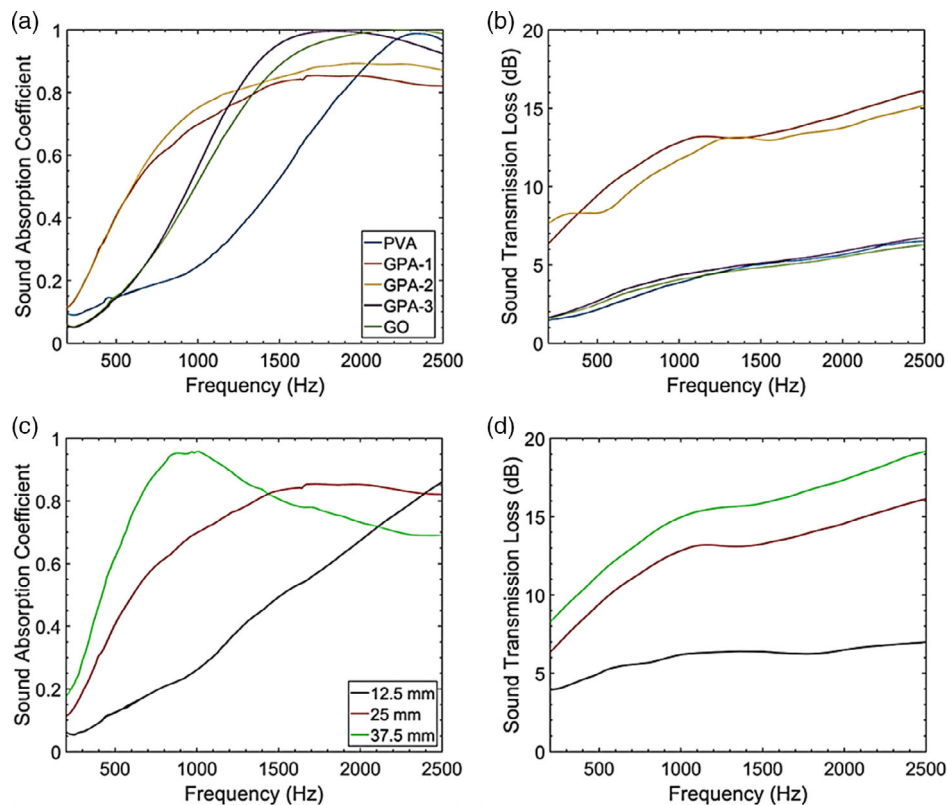 (a)
1
0.8
0.6
0.4
0.2
0
Sound Absorption Coefficient
PVA
GPA-1
GPA-2
GPA-3
GO
500 1000 1500 2000 2500
Frequency (Hz)
(b)
20
15
10
5
0
Sound Transmission Loss (dB)
500 1000 1500 2000 2500
Frequency (Hz)
(c)
1
0.8
0.6
0.4
0.2
0
Sound Absorption Coefficient
12.5 mm
25 mm
37.5 mm
500 1000 1500 2000 2500
Frequency (Hz)
(d)
20
15
10
5
0
Sound Transmission Loss (dB)
500 1000 1500 2000 2500
Frequency (Hz)